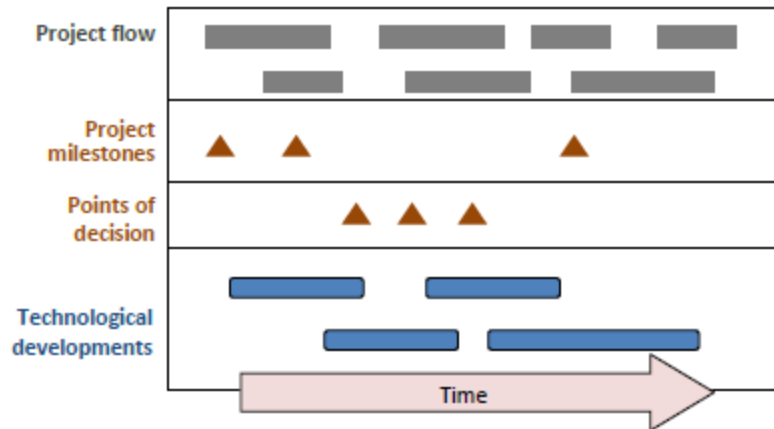 Project flow
Project
milestones
Points of
decision
Technological
developments
Time